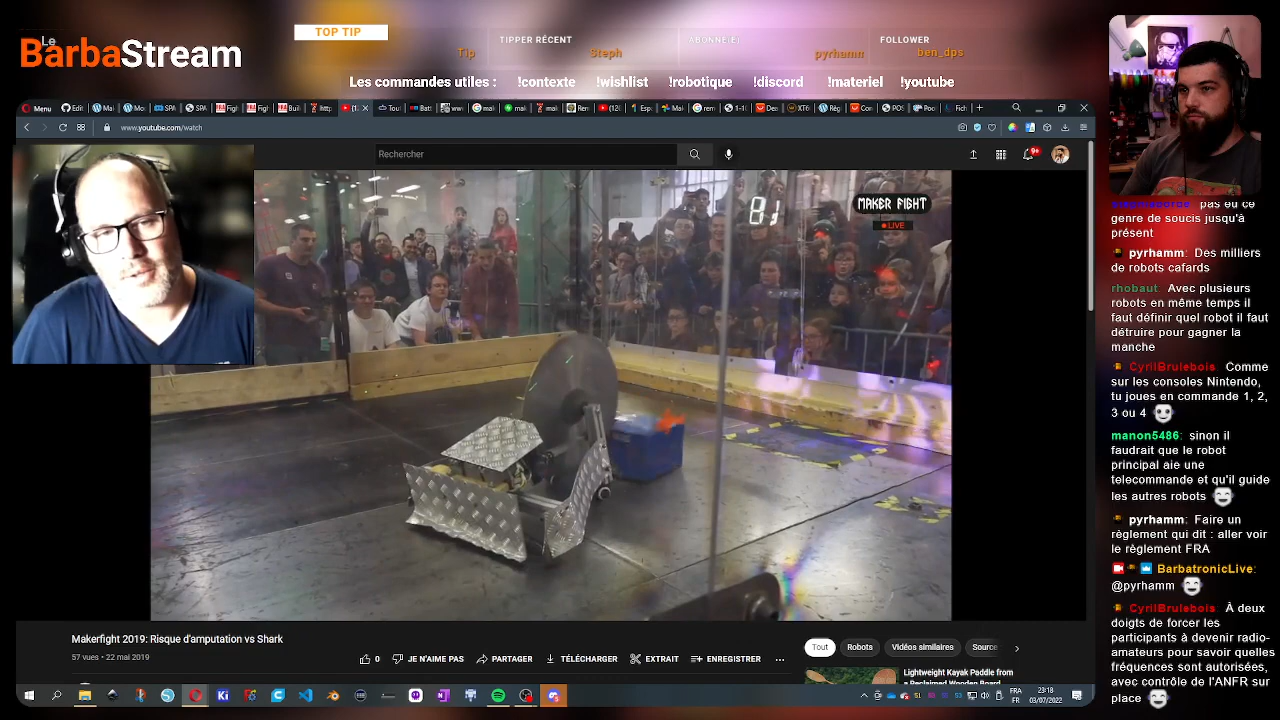 Le
BarbaStream
TOP TIP
Tip
TIPPER RÉCENT
Steph
ABONNÉ(E)
pyrhamm
FOLLOWER
ben_dps
Les commandes utiles : !contexte !wishlist !robotique !discord !materiel !youtube
Menu
www.youtube.com/watch
Rechercher
9+
81
MAKER FIGHT
LIVE
Makerfight 2019: Risque d'amputation vs Shark
57 vues • 22 mai 2019
0 JE N'AIME PAS PARTAGER TÉLÉCHARGER EXTRAIT ENREGISTRER ...
Tout Robots Vidéos similaires Source
Lightweight Kayak Paddle from
a Reclaimed Wooden Board
FRA
FR
23:18
03/07/2022
pas eu ce
genre de soucis jusqu'à
présent
pyrhamm: Des milliers
de robots cafards
rhobaut: Avec plusieurs
robots en même temps il
faut définir quel robot il faut
détruire pour gagner la
manche
CyrilBrulebois Comme
sur les consoles Nintendo,
tu joues en commande 1, 2,
3 ou 4
manon5486: sinon il
faudrait que le robot
principal aie une
telecommande et qu'il guide
les autres robots
pyrhamm: Faire un
règlement qui dit : aller voir
le règlement FRA
BarbatronicLive:
@pyrhamm
CyrilBrulebois À deux
doigts de forcer les
participants à devenir radio-
amateurs pour savoir quelles
fréquences sont autorisées,
avec contrôle de l'ANFR sur
place